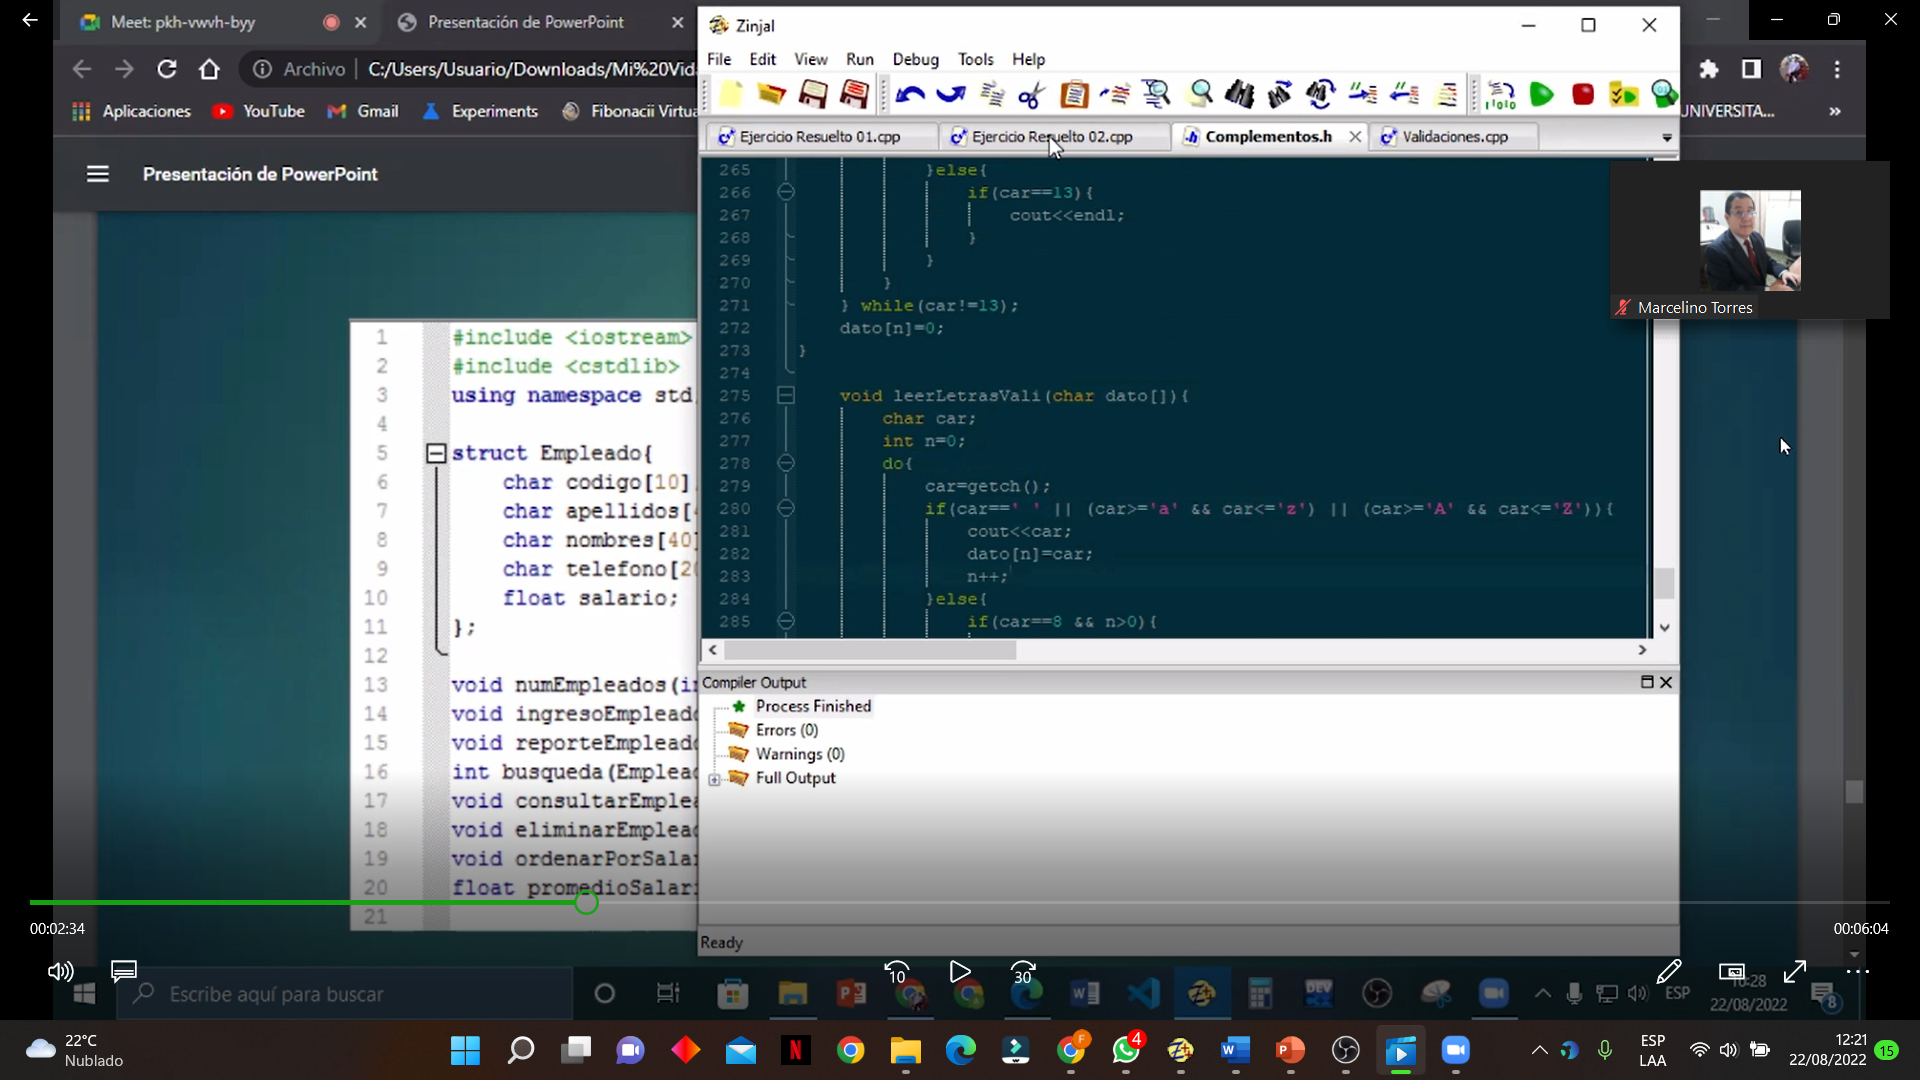 Meet: pkh-vwvh-byy
Presentación de PowerPoint
Archivo
C:/Users/Usuario/Downloads/Mi%20Vid
Aplicaciones
YouTube
Gmail
Experiments
Fibonacii Virtua
UNIVERSITA...
»
Presentación de PowerPoint
1 #include <iostream>
2 #include <cstdlib>
3 using namespace std
4
5 struct Empleado{
6 char codigo[10]
7 char apellidos[
8 char nombres[40]
9 char telefono[20
10 float salario;
11 };
12
13 void numEmpleados(i
14 void ingresoEmplead
15 void reporteEmplead
16 int busqueda(Emplea
17 void consultarEmple
18 void eliminarEmplea
19 void ordenarPorSala
20 float promedioSalar
21
Zinjal
File Edit View Run Debug Tools Help
Ejercicio Resuelto 01.cpp
Ejercicio Resuelto 02.cpp
Complementos.h
Validaciones.cpp
265 }else{
266 if(car==13){
267 cout<<endl;
268 }
269 }
270 }
271 } while(car!=13);
272 dato[n]=0;
273 }
274
275 void leerLetrasVali(char dato[]){
276 char car;
277 int n=0;
278 do{
279 car=getch();
280 if(car==' ' || (car>='a' && car<='z') || (car>='A' && car<='Z')){
281 cout<<car;
282 dato[n]=car;
283 n++;
284 }else{
285 if(car==8 && n>0){
Compiler Output
Process Finished
Errors (0)
Warnings (0)
Full Output
Ready
Marcelino Torres
00:02:34
00:06:04
10
30
Escribe aquí para buscar
DEV
ESP
10:28
22/08/2022
8
22°C
Nublado
F
4
ESP
LAA
12:21
22/08/2022
15